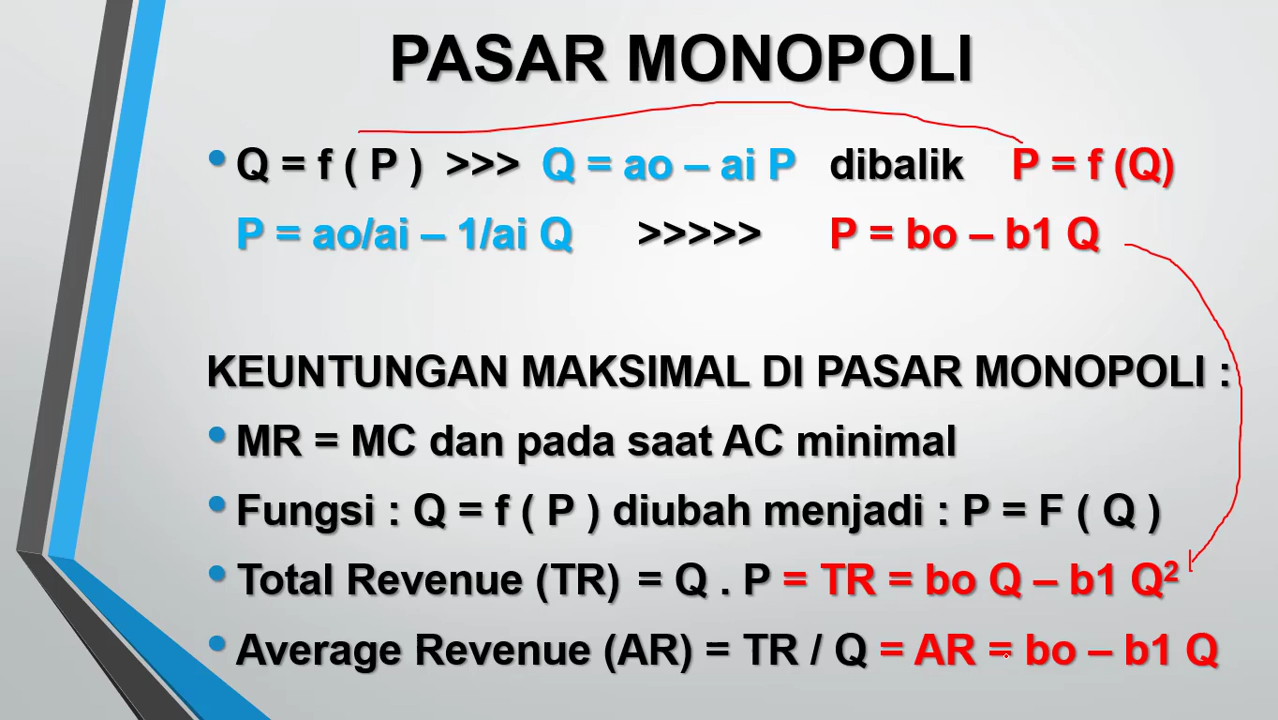 PASAR MONOPOLI
• Q = f ( P ) >>> Q = ao – ai P dibalik P = f (Q)
P = ao/ai – 1/ai Q >>>>> P = bo – b1 Q
KEUNTUNGAN MAKSIMAL DI PASAR MONOPOLI :
• MR = MC dan pada saat AC minimal
• Fungsi : Q = f ( P ) diubah menjadi : P = F ( Q )
• Total Revenue (TR) = Q . P = TR = bo Q – b1 Q²
• Average Revenue (AR) = TR / Q = AR = bo – b1 Q